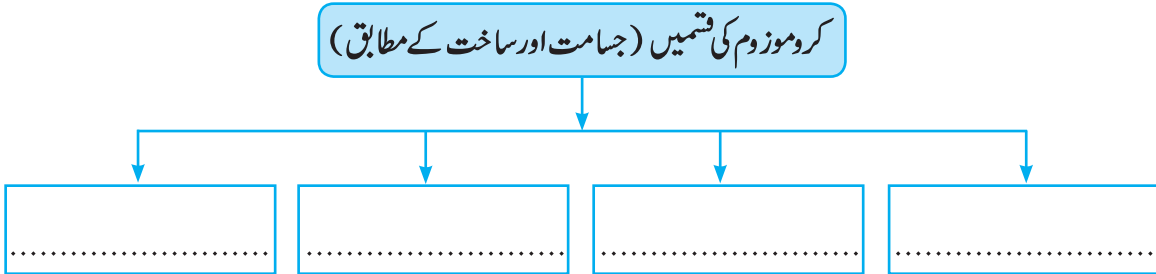 کروموزوم کی قسمیں (جسامت اور ساخت کے مطابق)